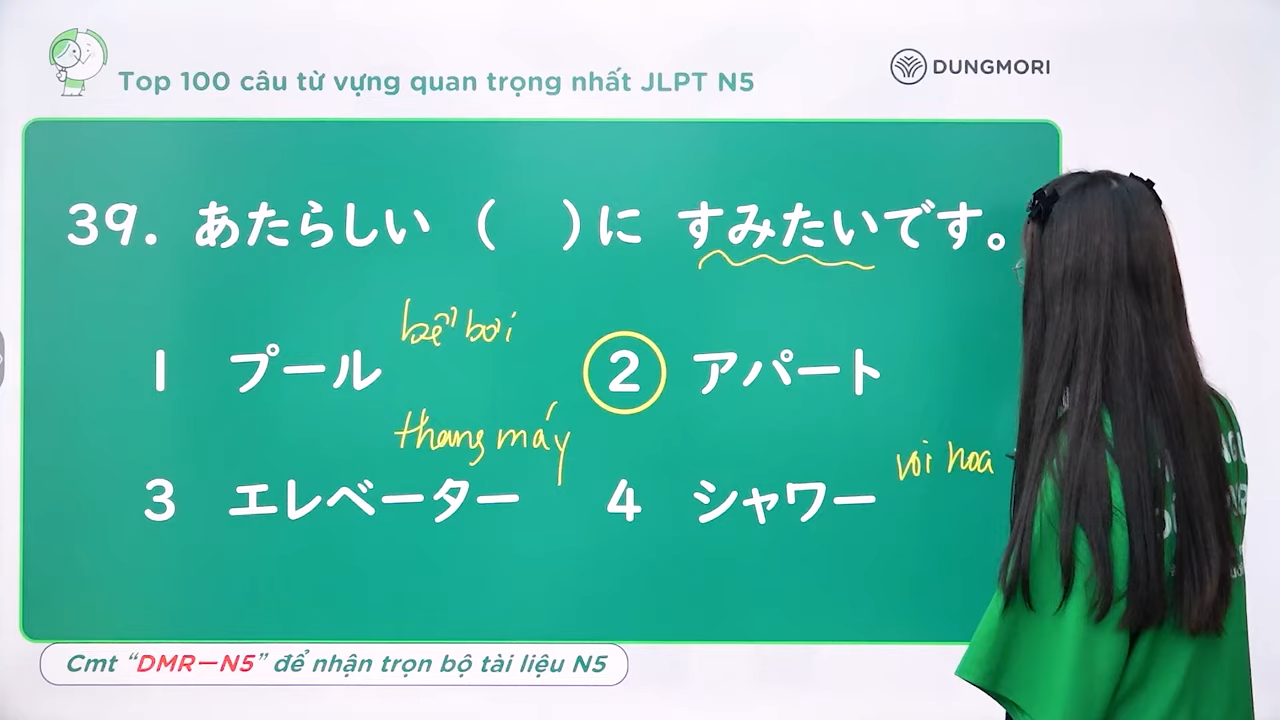 Top 100 câu từ vựng quan trọng nhất JLPT N5
DUNGMORI
39. あたらしい ( )に すみたいです。
bể bơi
1 プール
2 アパート
thang máy
vòi hoa
3 エレベーター
4 シャワー
Cmt “DMR–N5” để nhận trọn bộ tài liệu N5